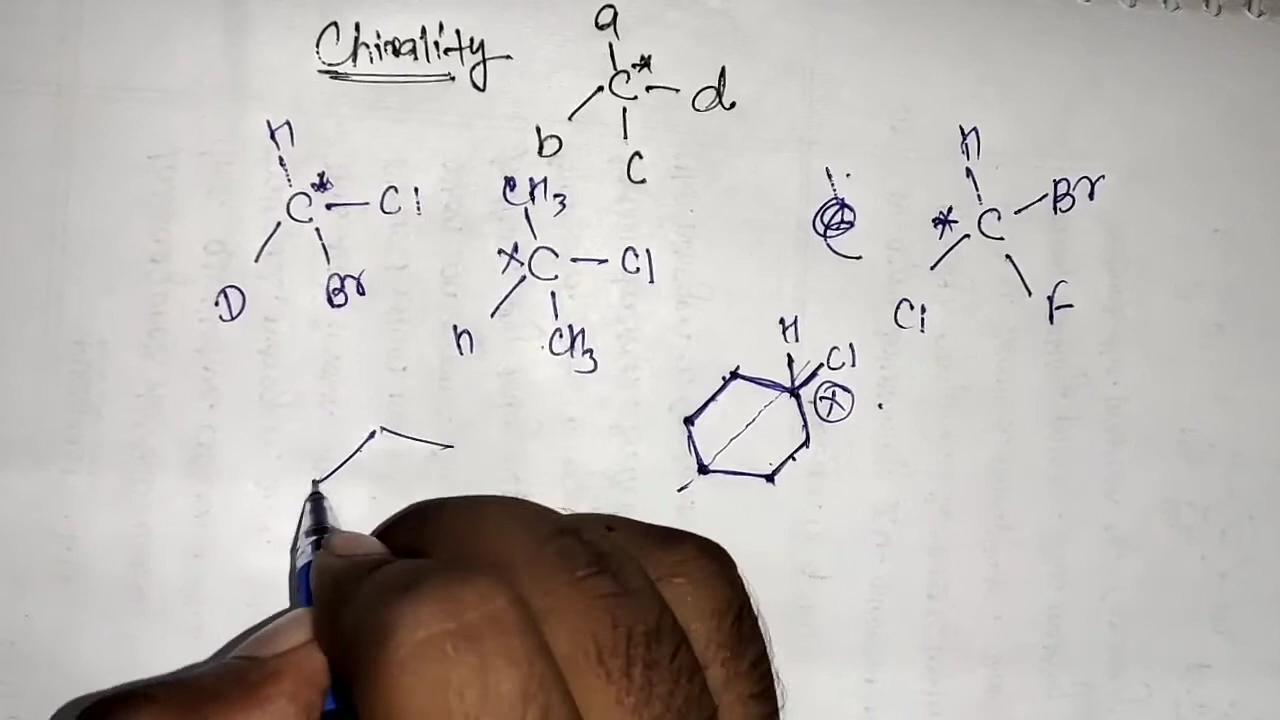 Chirality
a
C* d
b
C
H
C* Cl
D Br
CH3
x C Cl
H CH3
H
* C Br
Cl F
H
Cl
x